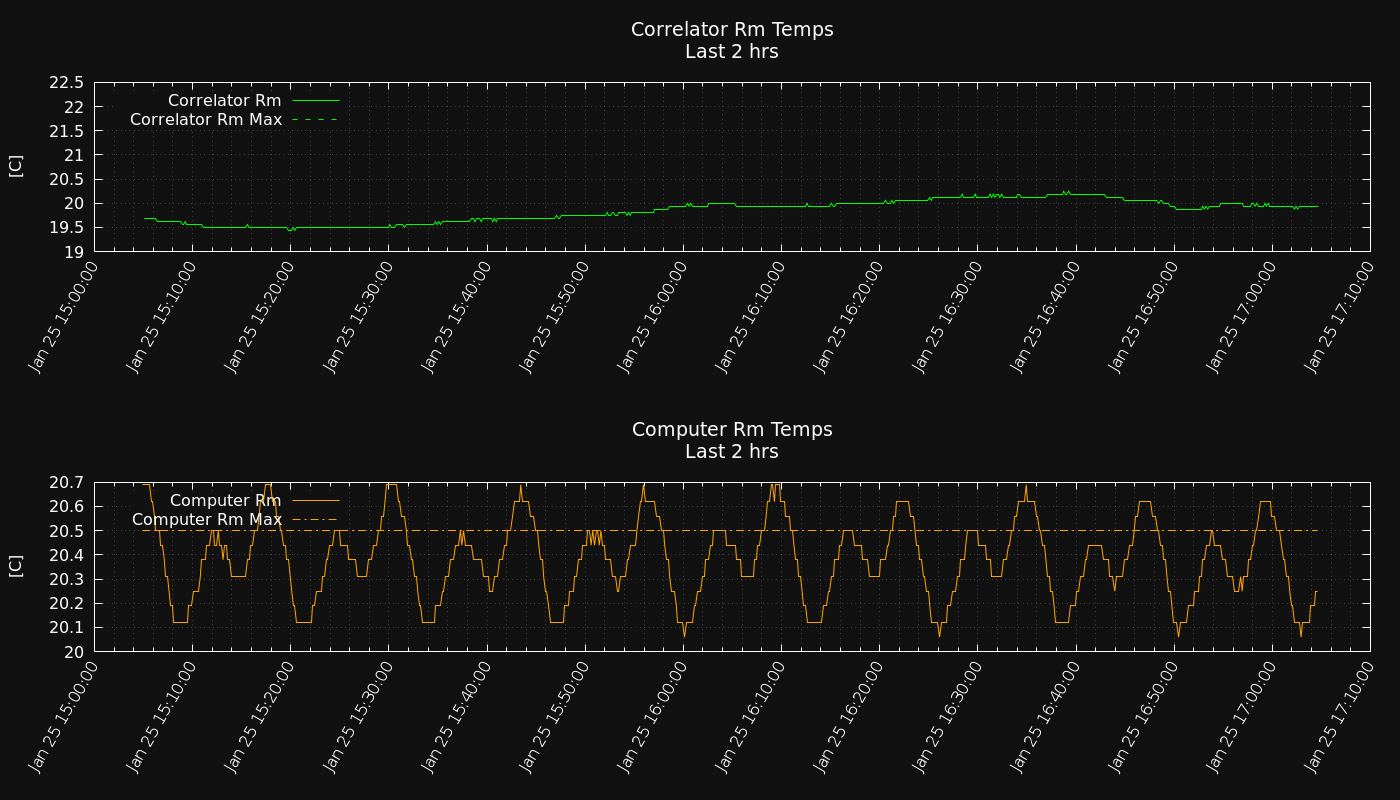 Correlator Rm Temps
Last 2 hrs
22.5
22
21.5
21
20.5
20
19.5
19
[C]
Correlator Rm
Correlator Rm Max
Jan 25 15:00:00
Jan 25 15:10:00
Jan 25 15:20:00
Jan 25 15:30:00
Jan 25 15:40:00
Jan 25 15:50:00
Jan 25 16:00:00
Jan 25 16:10:00
Jan 25 16:20:00
Jan 25 16:30:00
Jan 25 16:40:00
Jan 25 16:50:00
Jan 25 17:00:00
Jan 25 17:10:00
Computer Rm Temps
Last 2 hrs
20.7
20.6
20.5
20.4
20.3
20.2
20.1
20
[C]
Computer Rm
Computer Rm Max
Jan 25 15:00:00
Jan 25 15:10:00
Jan 25 15:20:00
Jan 25 15:30:00
Jan 25 15:40:00
Jan 25 15:50:00
Jan 25 16:00:00
Jan 25 16:10:00
Jan 25 16:20:00
Jan 25 16:30:00
Jan 25 16:40:00
Jan 25 16:50:00
Jan 25 17:00:00
Jan 25 17:10:00